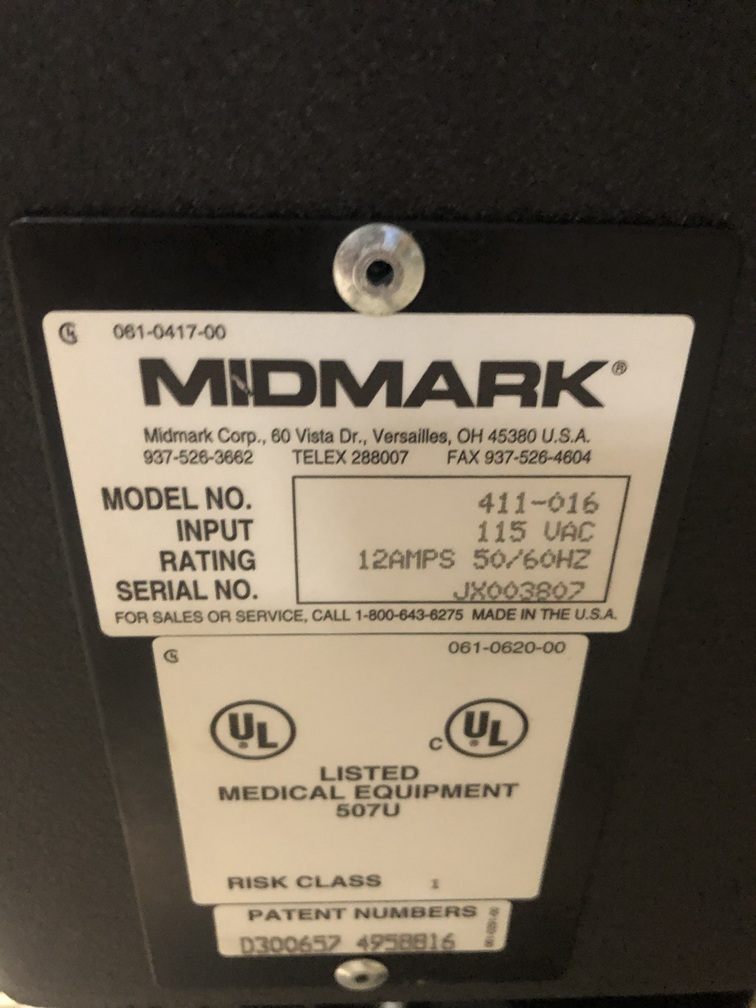 061-0417-00
MIDMARK®
Midmark Corp., 60 Vista Dr., Versailles, OH 45380 U.S.A.
937-526-3662 TELEX 288007 FAX 937-526-4604
MODEL NO. 411-016
INPUT 115 VAC
RATING 12AMPS 50/60HZ
SERIAL NO. JX003807
FOR SALES OR SERVICE, CALL 1-800-643-6275 MADE IN THE U.S.A.
061-0620-00
UL C UL
LISTED
MEDICAL EQUIPMENT
507U
RISK CLASS 1
PATENT NUMBERS
D300657 4958816